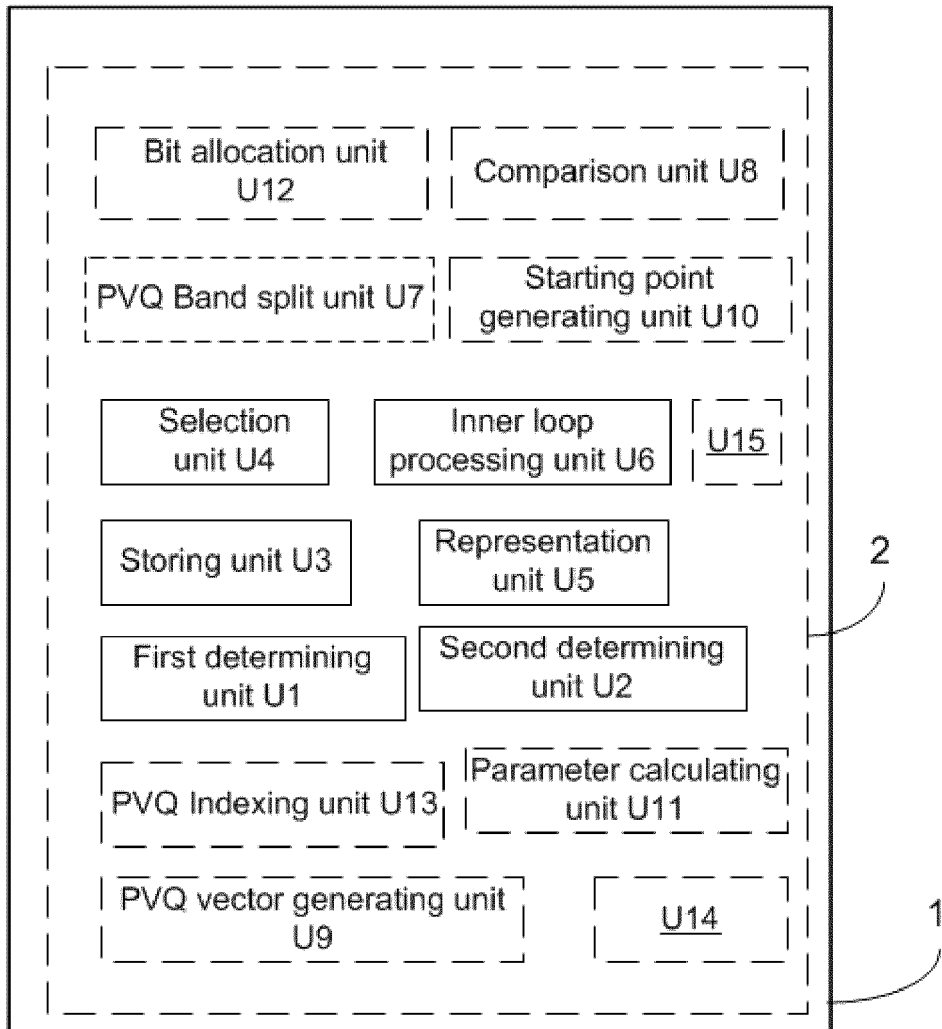 Bit allocation unit
U12
Comparison unit U8
PVQ Band split unit U7
Starting point
generating unit U10
Selection
unit U4
Inner loop
processing unit U6
U15
Storing unit U3
Representation
unit U5
2
First determining
unit U1
Second determining
unit U2
PVQ Indexing unit U13
Parameter calculating
unit U11
PVQ vector generating unit
U9
U14
1